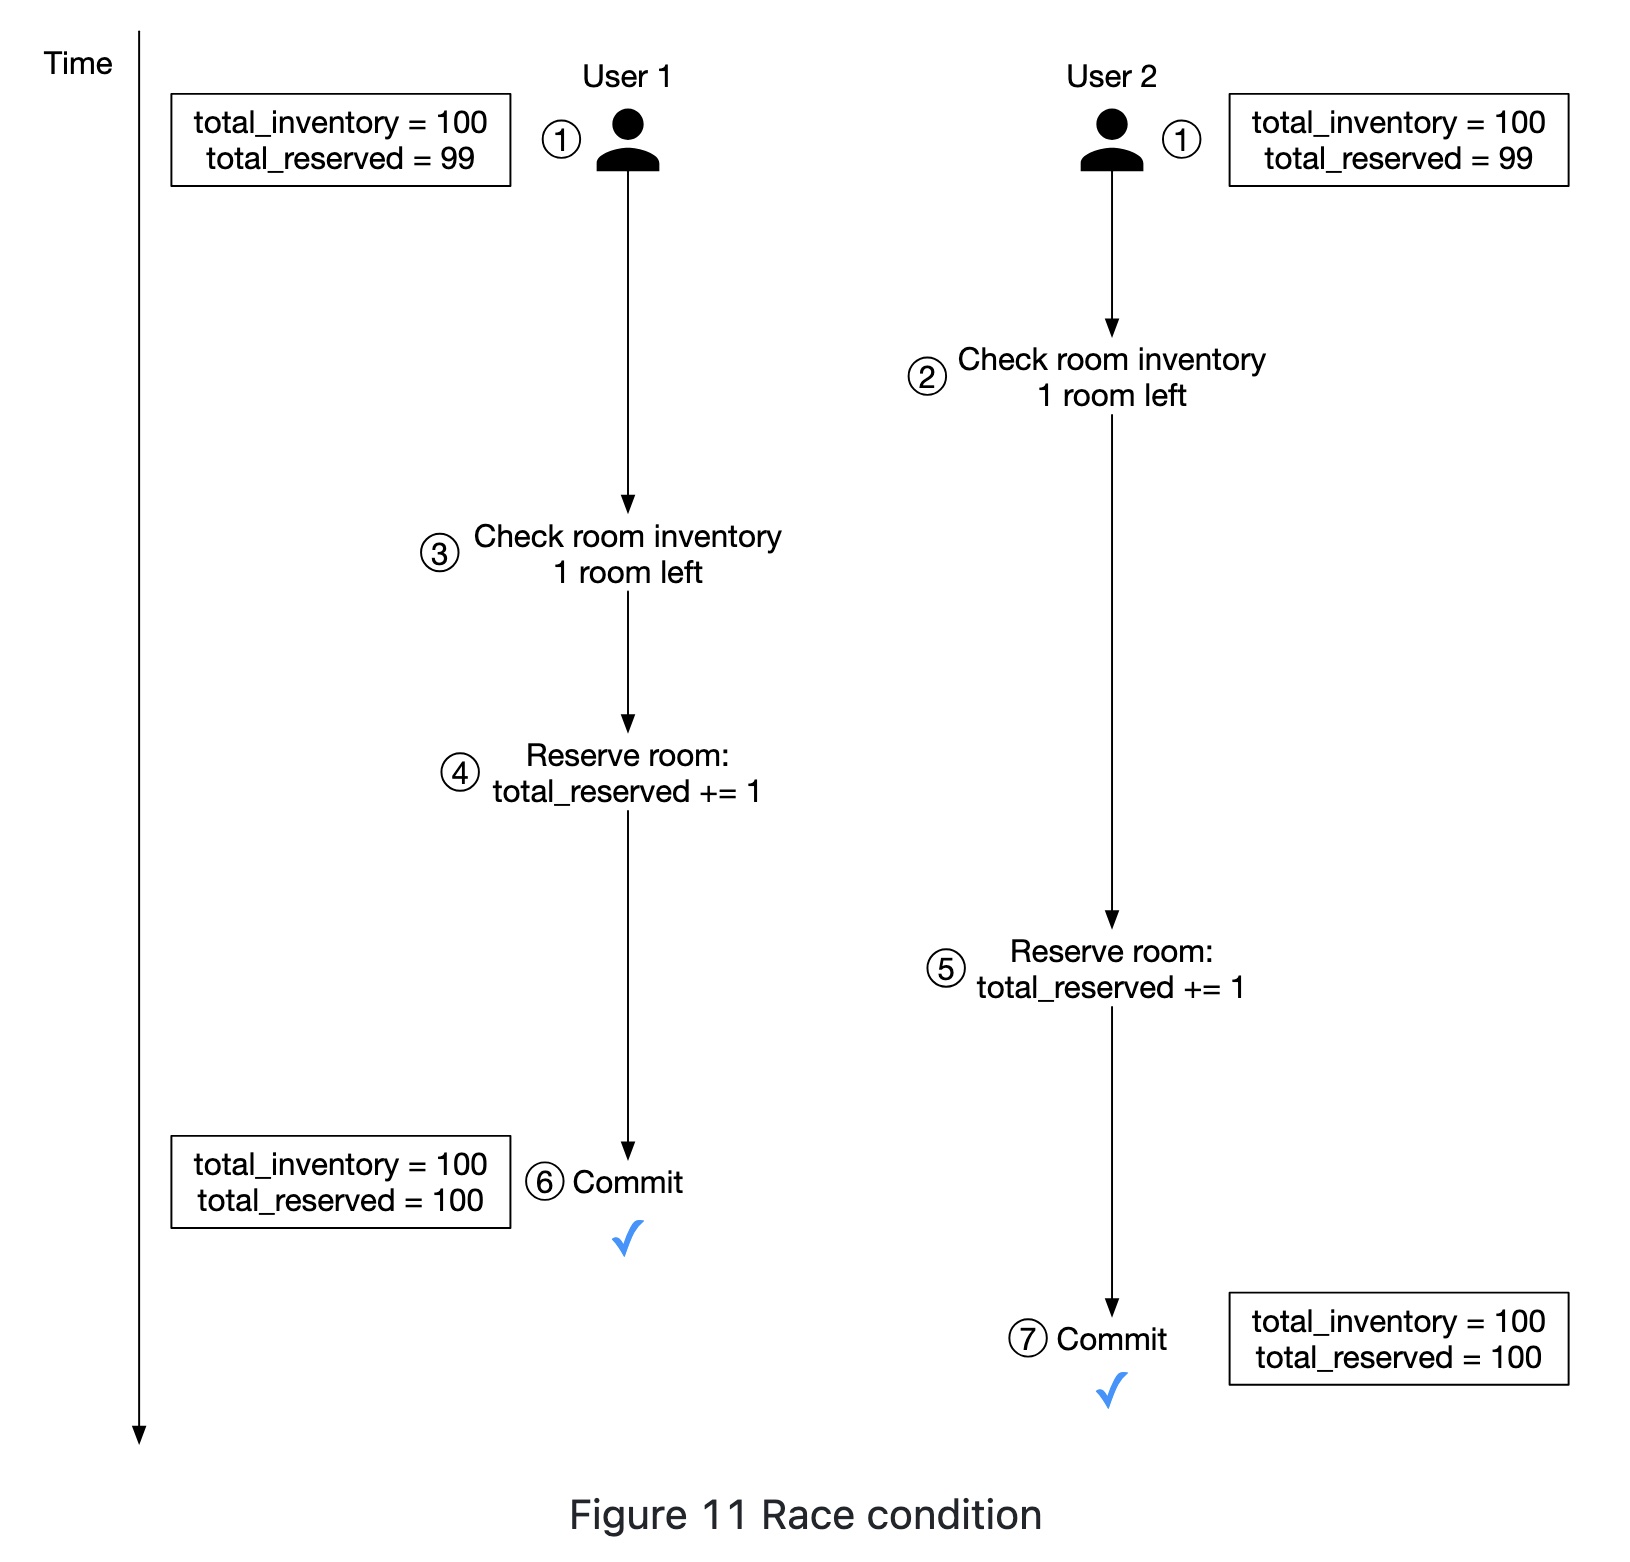 Time
User 1
User 2
total_inventory = 100
total_reserved = 99
1
1
total_inventory = 100
total_reserved = 99
2
Check room inventory
1 room left
3
Check room inventory
1 room left
4
Reserve room:
total_reserved += 1
5
Reserve room:
total_reserved += 1
total_inventory = 100
total_reserved = 100
6 Commit
7 Commit
total_inventory = 100
total_reserved = 100
Figure 11 Race condition